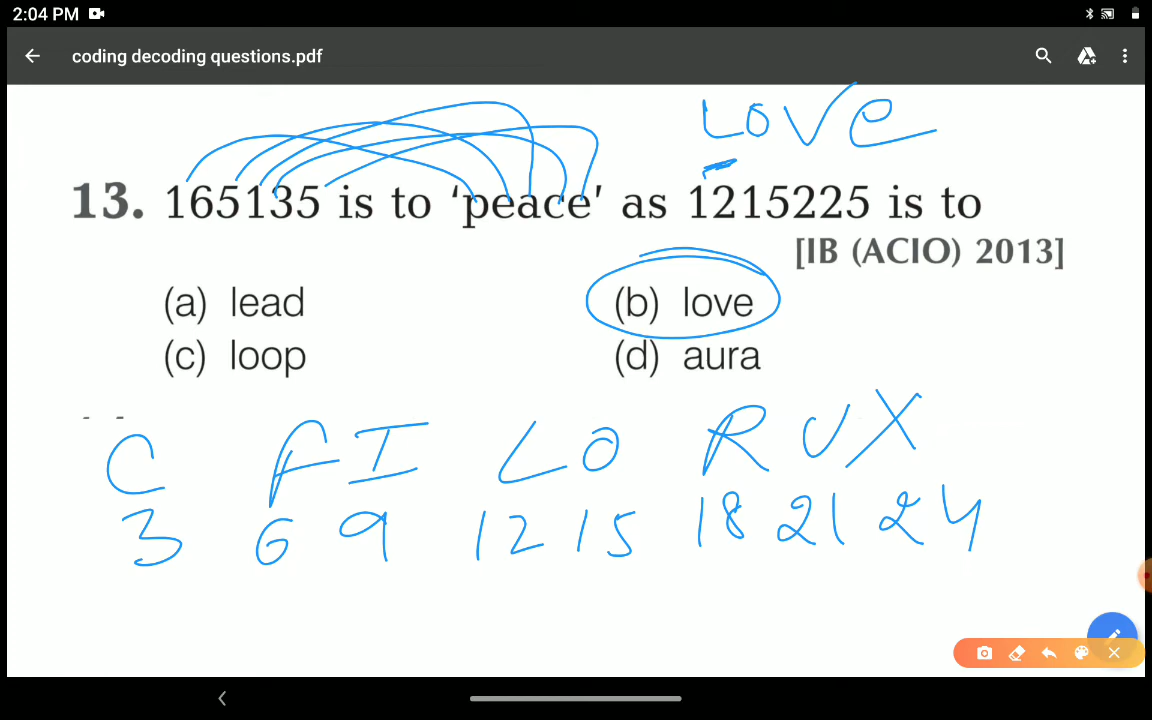 2:04 PM
coding decoding questions.pdf
LOVE
13. 165135 is to ‘peace’ as 1215225 is to
[IB (ACIO) 2013]
(a) lead (b) love
(c) loop (d) aura
C F I L O R U X
3 6 9 12 15 18 21 24